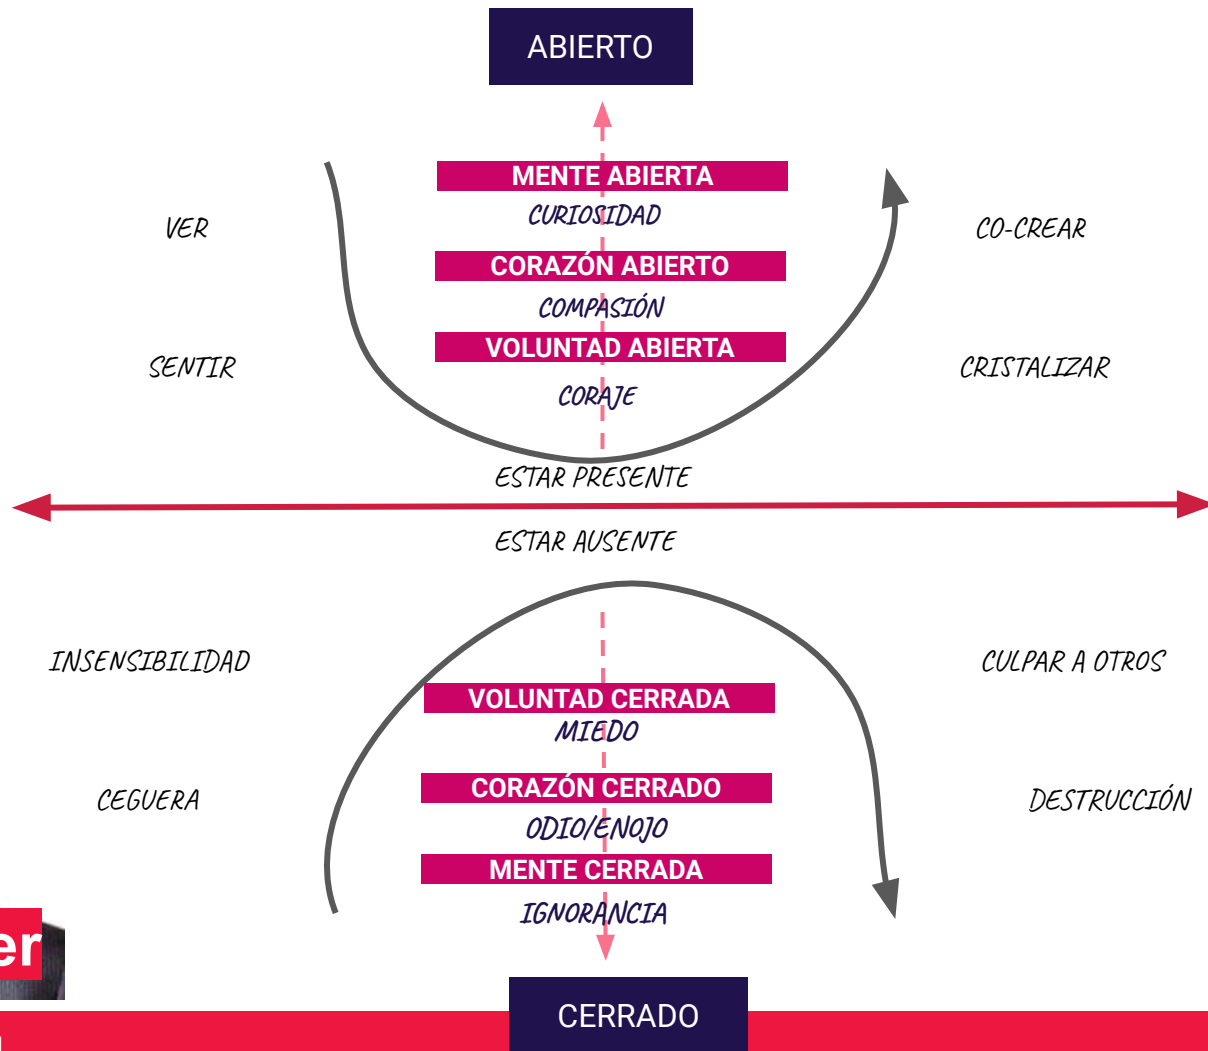 ABIERTO
MENTE ABIERTA
CURIOSIDAD
VER
CO-CREAR
CORAZÓN ABIERTO
COMPASIÓN
VOLUNTAD ABIERTA
SENTIR
CRISTALIZAR
CORAJE
ESTAR PRESENTE
ESTAR AUSENTE
INSENSIBILIDAD
CULPAR A OTROS
VOLUNTAD CERRADA
MIEDO
CORAZÓN CERRADO
CEGUERA
DESTRUCCIÓN
ODIO/ENOJO
MENTE CERRADA
IGNORANCIA
er
CERRADO